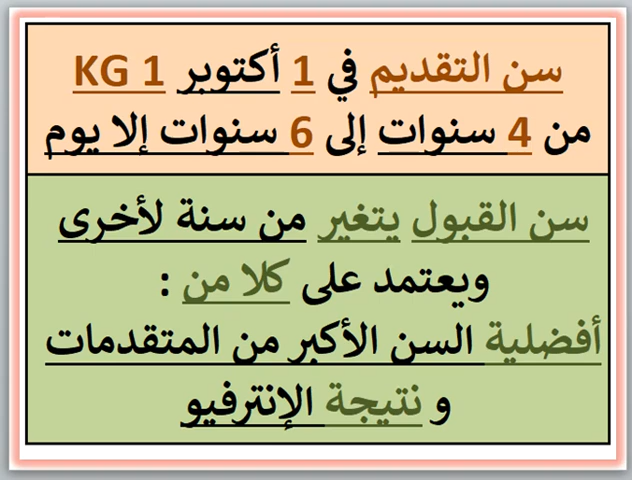 سن التقديم في 1 أكتوبر KG 1
من 4 سنوات إلى 6 سنوات إلا يوم
سن القبول يتغير من سنة لأخرى
ويعتمد على كلا من :
أفضلية السن الأكبر من المتقدمات
و نتيجة الإنترفيو